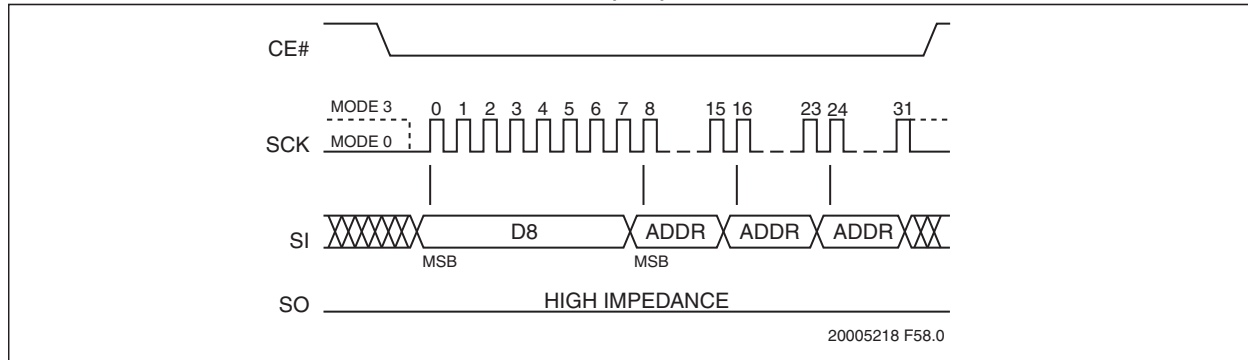 CE#
MODE 3
0 1 2 3 4 5 6 7 8 15 16 23 24 31
SCK
MODE 0
SI
D8
ADDR
ADDR
ADDR
MSB
MSB
SO
HIGH IMPEDANCE
20005218 F58.0